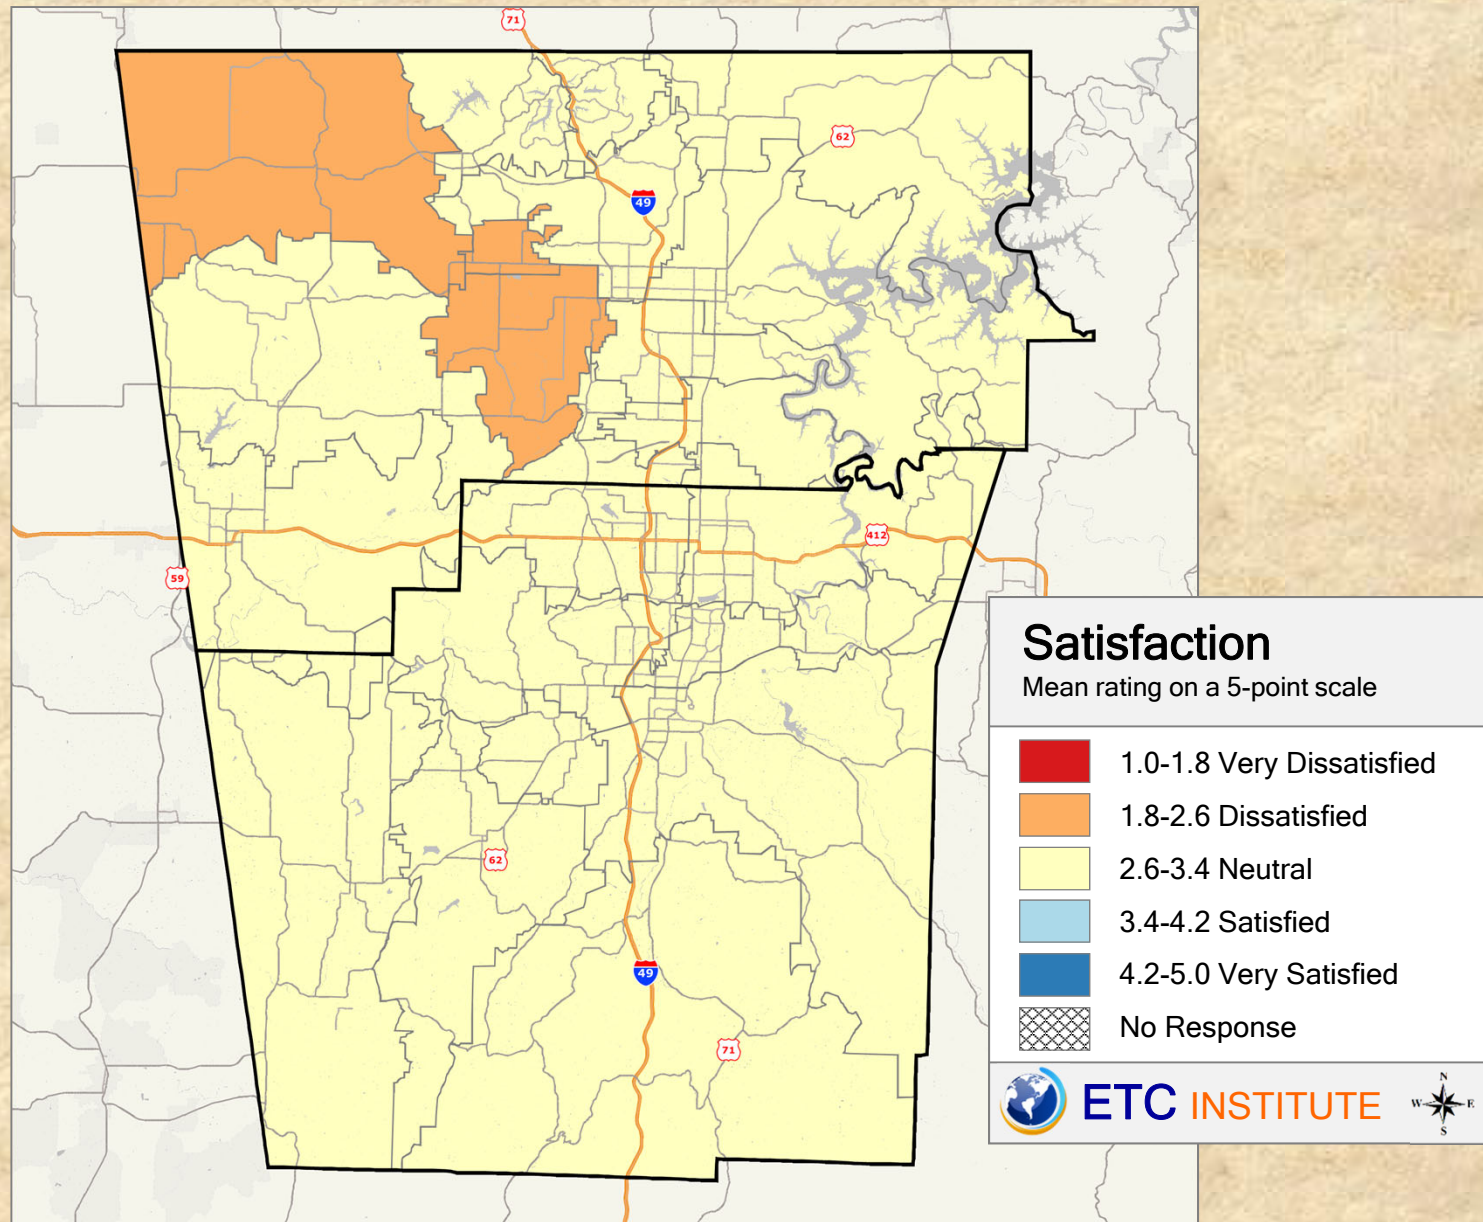 71
62
49
412
59
62
49
71
Satisfaction
Mean rating on a 5-point scale
1.0-1.8 Very Dissatisfied
1.8-2.6 Dissatisfied
2.6-3.4 Neutral
3.4-4.2 Satisfied
4.2-5.0 Very Satisfied
No Response
ETC INSTITUTE
N
W E
S